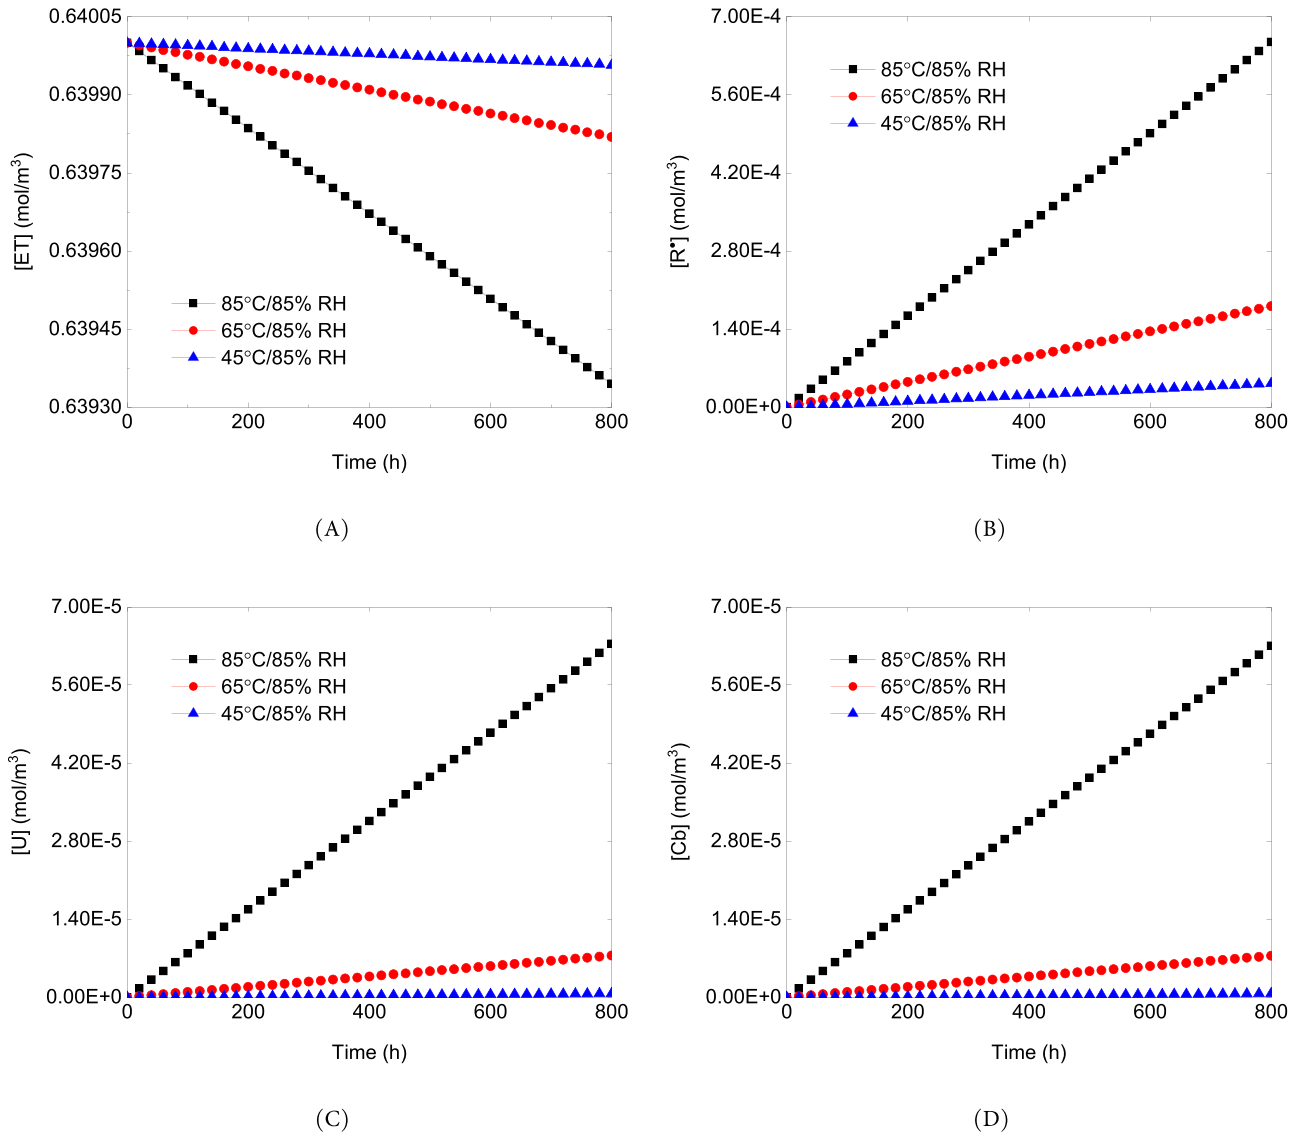 0.64005
0.63990
0.63975
0.63960
0.63945
0.63930
[ET] (mol/m³)
85°C/85% RH
65°C/85% RH
45°C/85% RH
0 200 400 600 800
Time (h)
(A)
7.00E-4
5.60E-4
4.20E-4
2.80E-4
1.40E-4
0.00E+0
[R•] (mol/m³)
85°C/85% RH
65°C/85% RH
45°C/85% RH
0 200 400 600 800
Time (h)
(B)
7.00E-5
5.60E-5
4.20E-5
2.80E-5
1.40E-5
0.00E+0
[U] (mol/m³)
85°C/85% RH
65°C/85% RH
45°C/85% RH
0 200 400 600 800
Time (h)
(C)
7.00E-5
5.60E-5
4.20E-5
2.80E-5
1.40E-5
0.00E+0
[Cb] (mol/m³)
85°C/85% RH
65°C/85% RH
45°C/85% RH
0 200 400 600 800
Time (h)
(D)